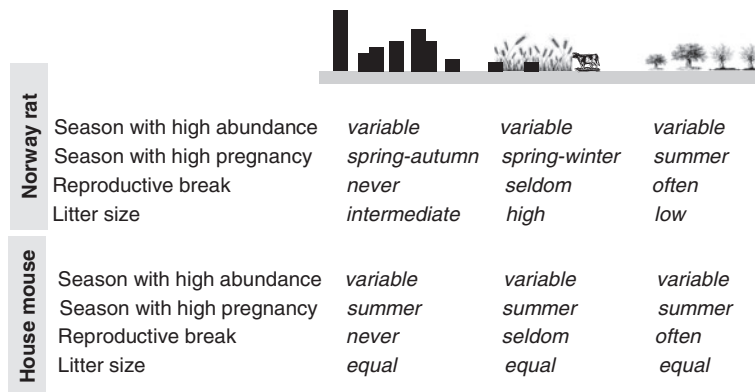 Norway rat
Season with high abundance variable variable variable
Season with high pregnancy spring-autumn spring-winter summer
Reproductive break never seldom often
Litter size intermediate high low
House mouse
Season with high abundance variable variable variable
Season with high pregnancy summer summer summer
Reproductive break never seldom often
Litter size equal equal equal